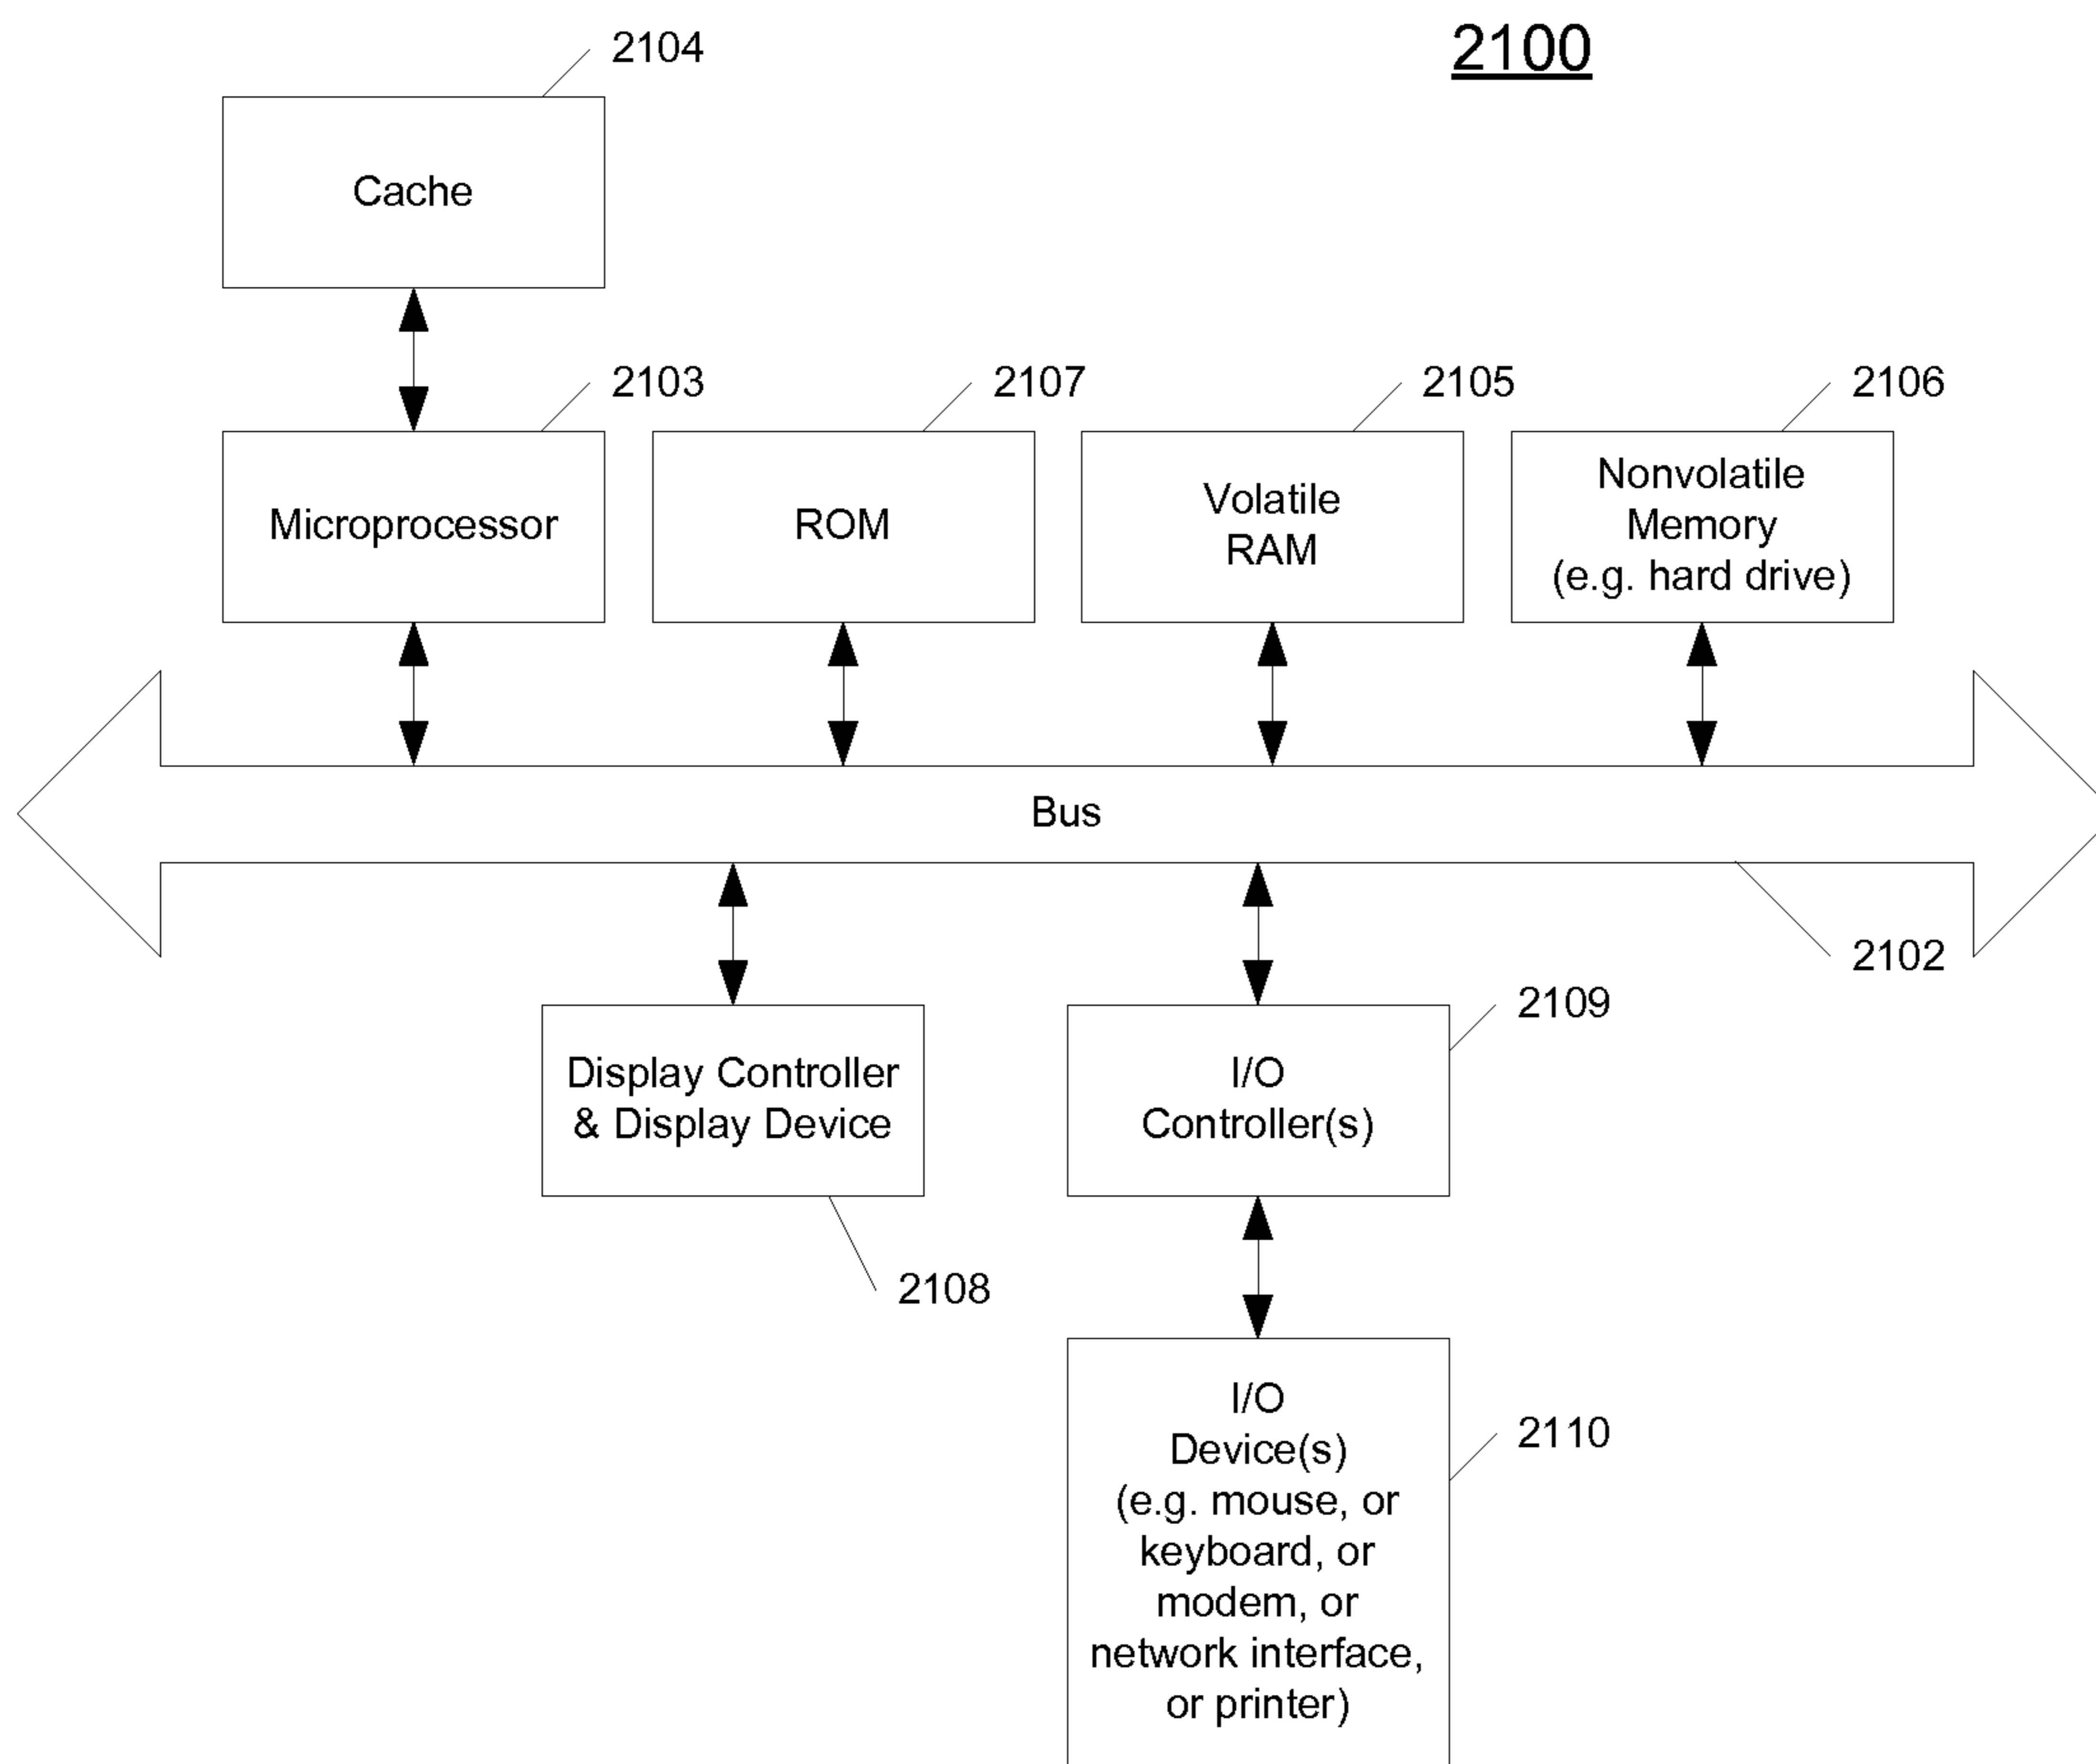 2100
2104
Cache
2103
2107
2105
2106
Microprocessor
ROM
Volatile
RAM
Nonvolatile
Memory
(e.g. hard drive)
Bus
2102
2109
Display Controller
& Display Device
I/O
Controller(s)
2108
I/O
Device(s)
(e.g. mouse, or
keyboard, or
modem, or
network interface,
or printer)
2110